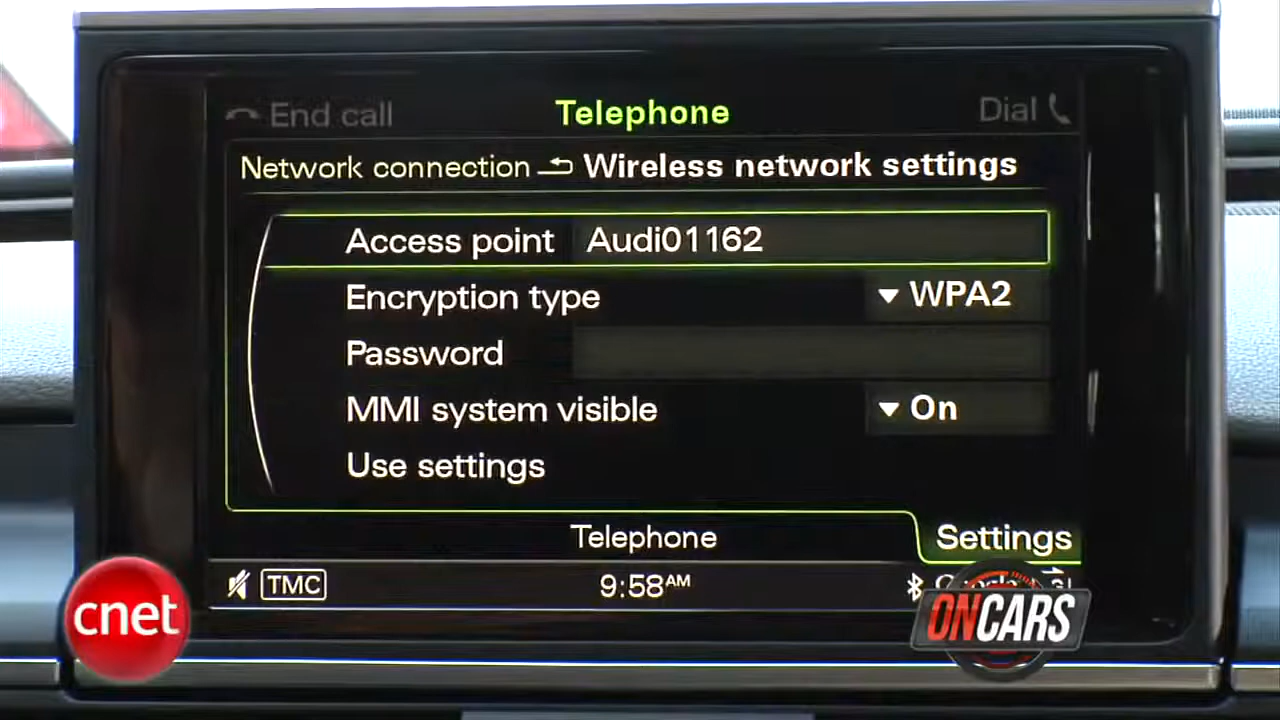 End call Telephone Dial
Network connection Wireless network settings
Access point Audi01162
Encryption type WPA2
Password
MMI system visible On
Use settings
Telephone Settings
TMC 9:58AM
cnet
ONCARS